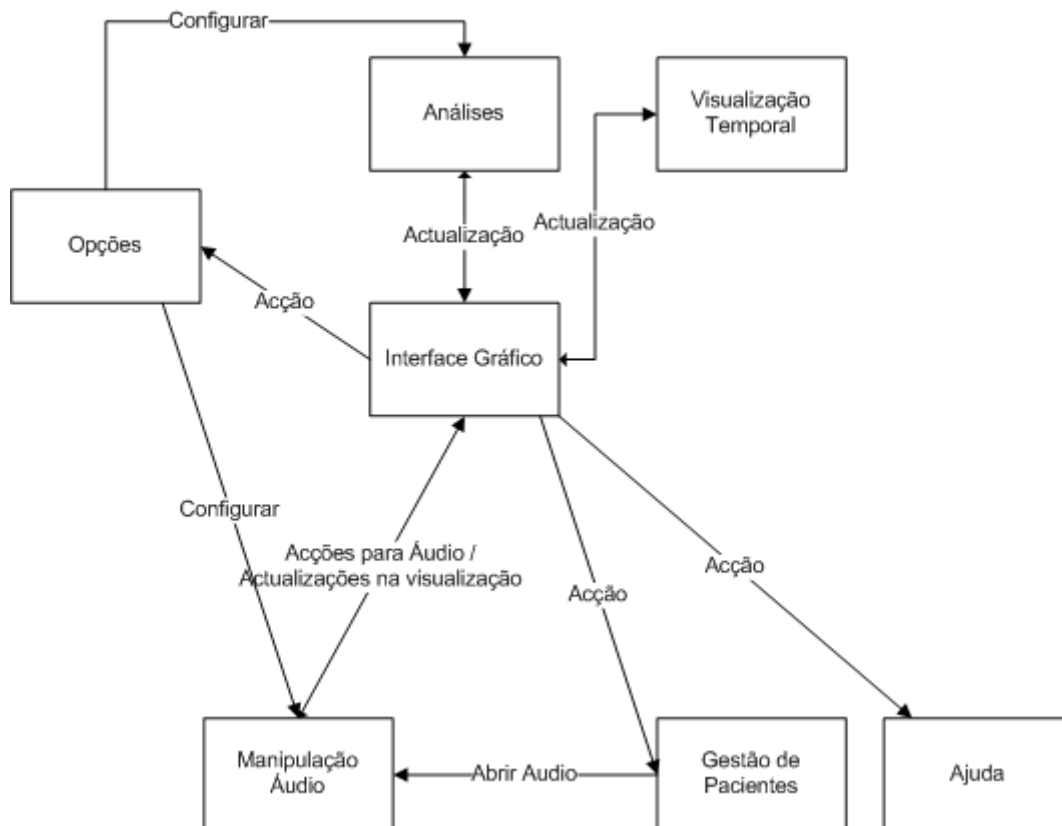 Configurar
Análises
Visualização
Temporal
Opções
Actualização
Actualização
Acção
Interface Gráfico
Configurar
Acções para Áudio /
Actualizações na visualização
Acção
Acção
Manipulação
Áudio
Abrir Audio
Gestão de
Pacientes
Ajuda